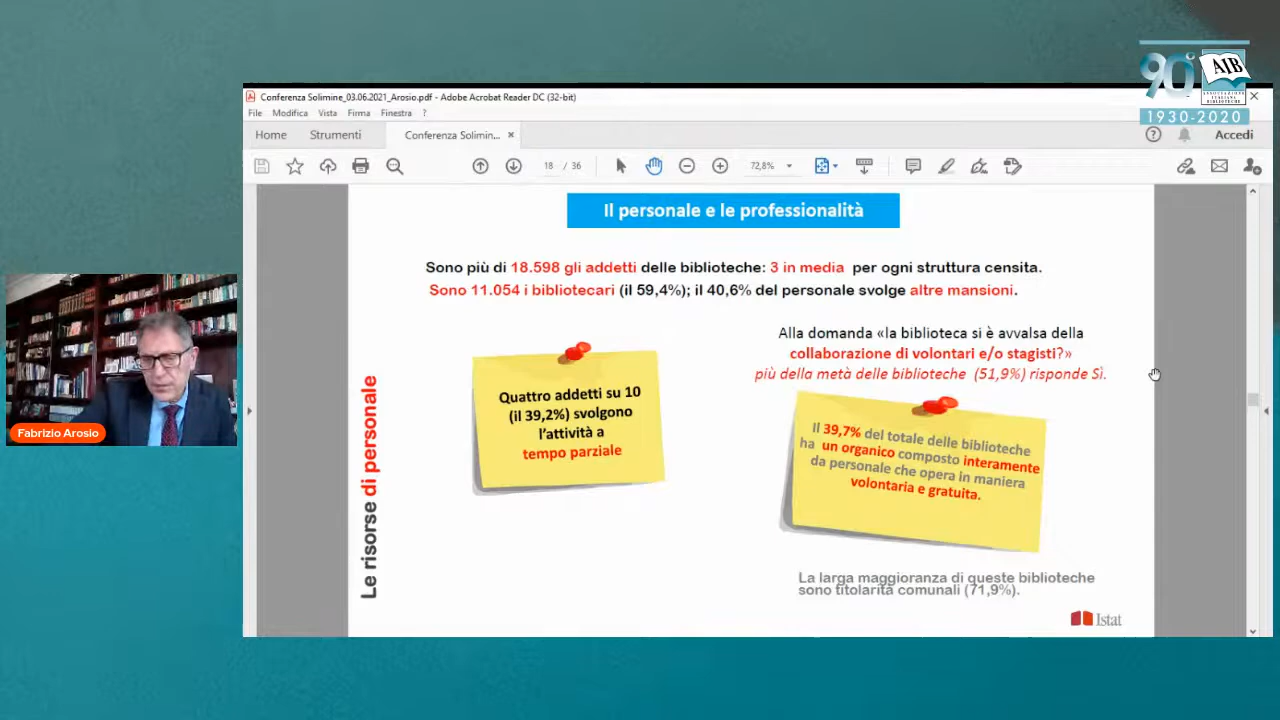 90°
AIB
ASSOCIAZIONE
ITALIANA
BIBLIOTECHE
1930-2020
Conferenza Solimine_03.06.2021_Arosio.pdf - Adobe Acrobat Reader DC (32-bit)
File Modifica Vista Firma Finestra ?
Home Strumenti Conferenza Solimin... × Accedi
18 / 36 72,8%
Il personale e le professionalità
Sono più di 18.598 gli addetti delle biblioteche: 3 in media per ogni struttura censita.
Sono 11.054 i bibliotecari (il 59,4%); il 40,6% del personale svolge altre mansioni.
Le risorse di personale
Quattro addetti su 10
(il 39,2%) svolgono
l'attività a
tempo parziale
Alla domanda «la biblioteca si è avvalsa della
collaborazione di volontari e/o stagisti?»
più della metà delle biblioteche (51,9%) risponde Sì.
Il 39,7% del totale delle biblioteche
ha un organico composto interamente
da personale che opera in maniera
volontaria e gratuita.
La larga maggioranza di queste biblioteche
sono titolarità comunali (71,9%).
Istat
Fabrizio Arosio